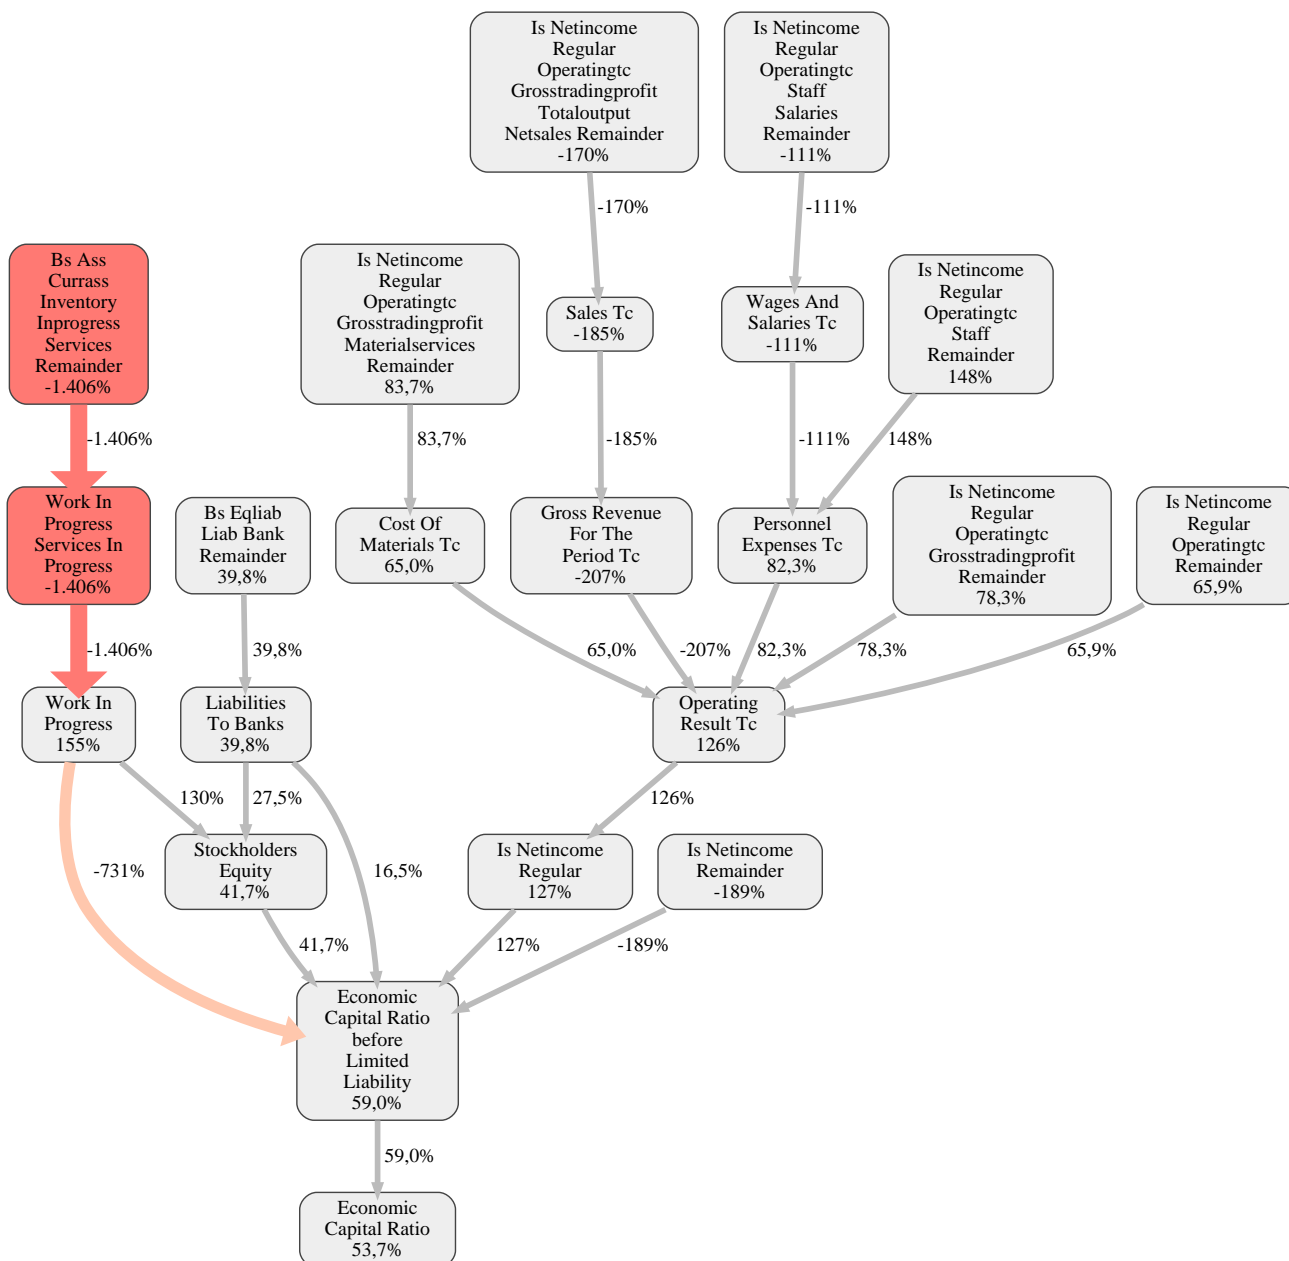 Is Netincome
Regular
Operatingtc
Grosstradingprofit
Totaloutput
Netsales Remainder
-170%
Is Netincome
Regular
Operatingtc
Staff
Salaries
Remainder
-111%
-170%
-111%
Bs Ass
Currass
Inventory
Inprogress
Services
Remainder
-1.406%
Is Netincome
Regular
Operatingtc
Grosstradingprofit
Materialservices
Remainder
83,7%
Sales Tc
-185%
Wages And
Salaries Tc
-111%
Is Netincome
Regular
Operatingtc
Staff
Remainder
148%
-1.406%
83,7%
-185%
-111%
148%
Work In
Progress
Services In
Progress
-1.406%
Bs Eqliab
Liab Bank
Remainder
39,8%
Cost Of
Materials Tc
65,0%
Gross Revenue
For The
Period Tc
-207%
Personnel
Expenses Tc
82,3%
Is Netincome
Regular
Operatingtc
Grosstradingprofit
Remainder
78,3%
Is Netincome
Regular
Operatingtc
Remainder
65,9%
-1.406%
39,8%
65,0%
-207%
82,3%
78,3%
65,9%
Work In
Progress
155%
Liabilities
To Banks
39,8%
Operating
Result Tc
126%
130%
27,5%
126%
-731%
Stockholders
Equity
41,7%
16,5%
Is Netincome
Regular
127%
Is Netincome
Remainder
-189%
41,7%
127%
-189%
Economic
Capital Ratio
before
Limited
Liability
59,0%
59,0%
Economic
Capital Ratio
53,7%